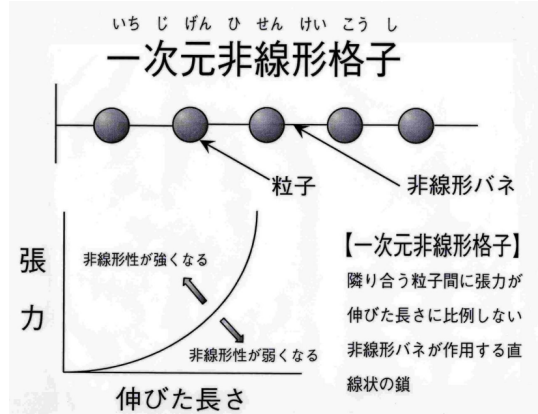 いち じ げん ひ せん けい こう し
一次元非線形格子
粒子
非線形バネ
張力
非線形性が強くなる
非線形性が弱くなる
伸びた長さ
【一次元非線形格子】
隣り合う粒子間に張力が
伸びた長さに比例しない
非線形バネが作用する直
線状の鎖